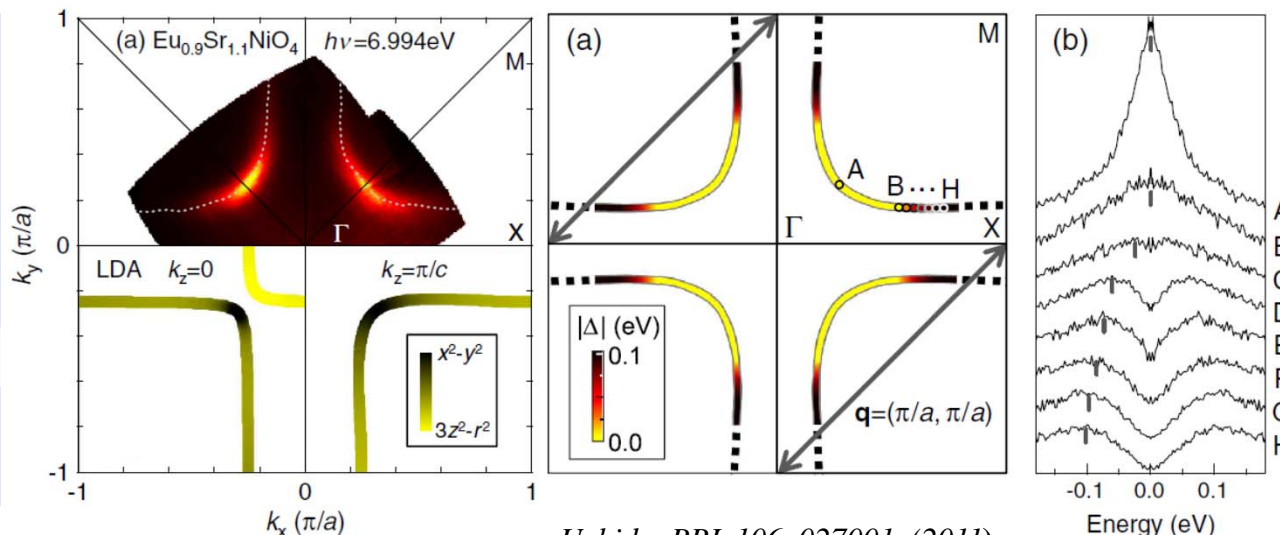 (a) Eu0.9Sr1.1NiO4 hν=6.994eV
M
Γ
X
LDA kz=0 kz=π/c
x²-y²
3z²-r²
1
0
-1
ky (π/a)
-1 0 1
kx (π/a)
(a)
M
A
B ··· H
Γ
X
|Δ| (eV)
0.1
0.0
q=(π/a, π/a)
(b)
A
-0.1 0.0 0.1
Energy (eV)
PRL 106, 027001, (2011)